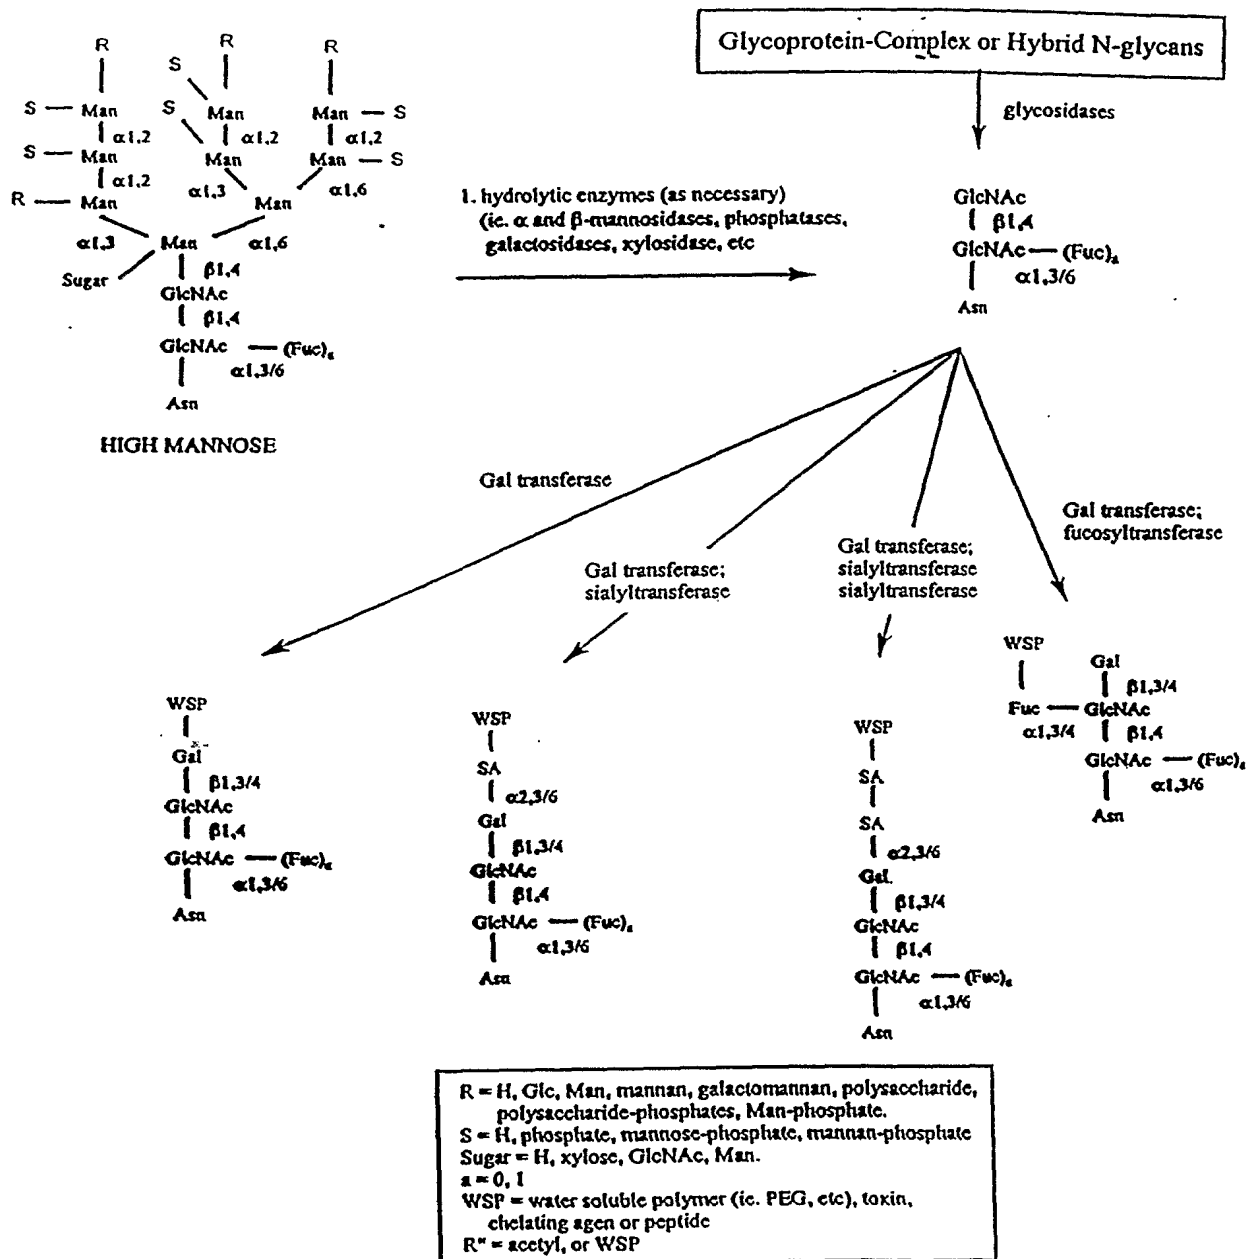 Glycoprotein-Complex or Hybrid N-glycans
glycosidases
R
R
R
S
S
S — Man
Man
Man — S
α1,2
α1,2
α1,2
S — Man
Man
Man — S
α1,2
α1,3
α1,6
R — Man
Man
α1,3
Man
α1,6
Sugar
β1,4
GlcNAc
β1,4
GlcNAc — (Fuc)a
α1,3/6
Asn
HIGH MANNOSE
1. hydrolytic enzymes (as necessary)
(ie. α and β-mannosidases, phosphatases,
galactosidases, xylosidase, etc
GlcNAc
β1,4
GlcNAc — (Fuc)a
α1,3/6
Asn
Gal transferase
Gal transferase;
sialyltransferase
Gal transferase;
sialyltransferase
sialyltransferase
Gal transferase;
fucosyltransferase
WSP
Gal
β1,3/4
GlcNAc
β1,4
GlcNAc — (Fuc)a
α1,3/6
Asn
WSP
SA
α2,3/6
Gal
β1,3/4
GlcNAc
β1,4
GlcNAc — (Fuc)a
α1,3/6
Asn
WSP
SA
SA
α2,3/6
Gal
β1,3/4
GlcNAc
β1,4
GlcNAc — (Fuc)a
α1,3/6
Asn
WSP
Gal
β1,3/4
Fuc — GlcNAc
α1,3/4
β1,4
GlcNAc — (Fuc)a
α1,3/6
Asn
R = H, Glc, Man, mannan, galactomannan, polysaccharide,
polysaccharide-phosphates, Man-phosphate.
S = H, phosphate, mannose-phosphate, mannan-phosphate
Sugar = H, xylose, GlcNAc, Man.
a = 0, 1
WSP = water soluble polymer (ie. PEG, etc), toxin,
chelating agen or peptide
R" = acetyl, or WSP